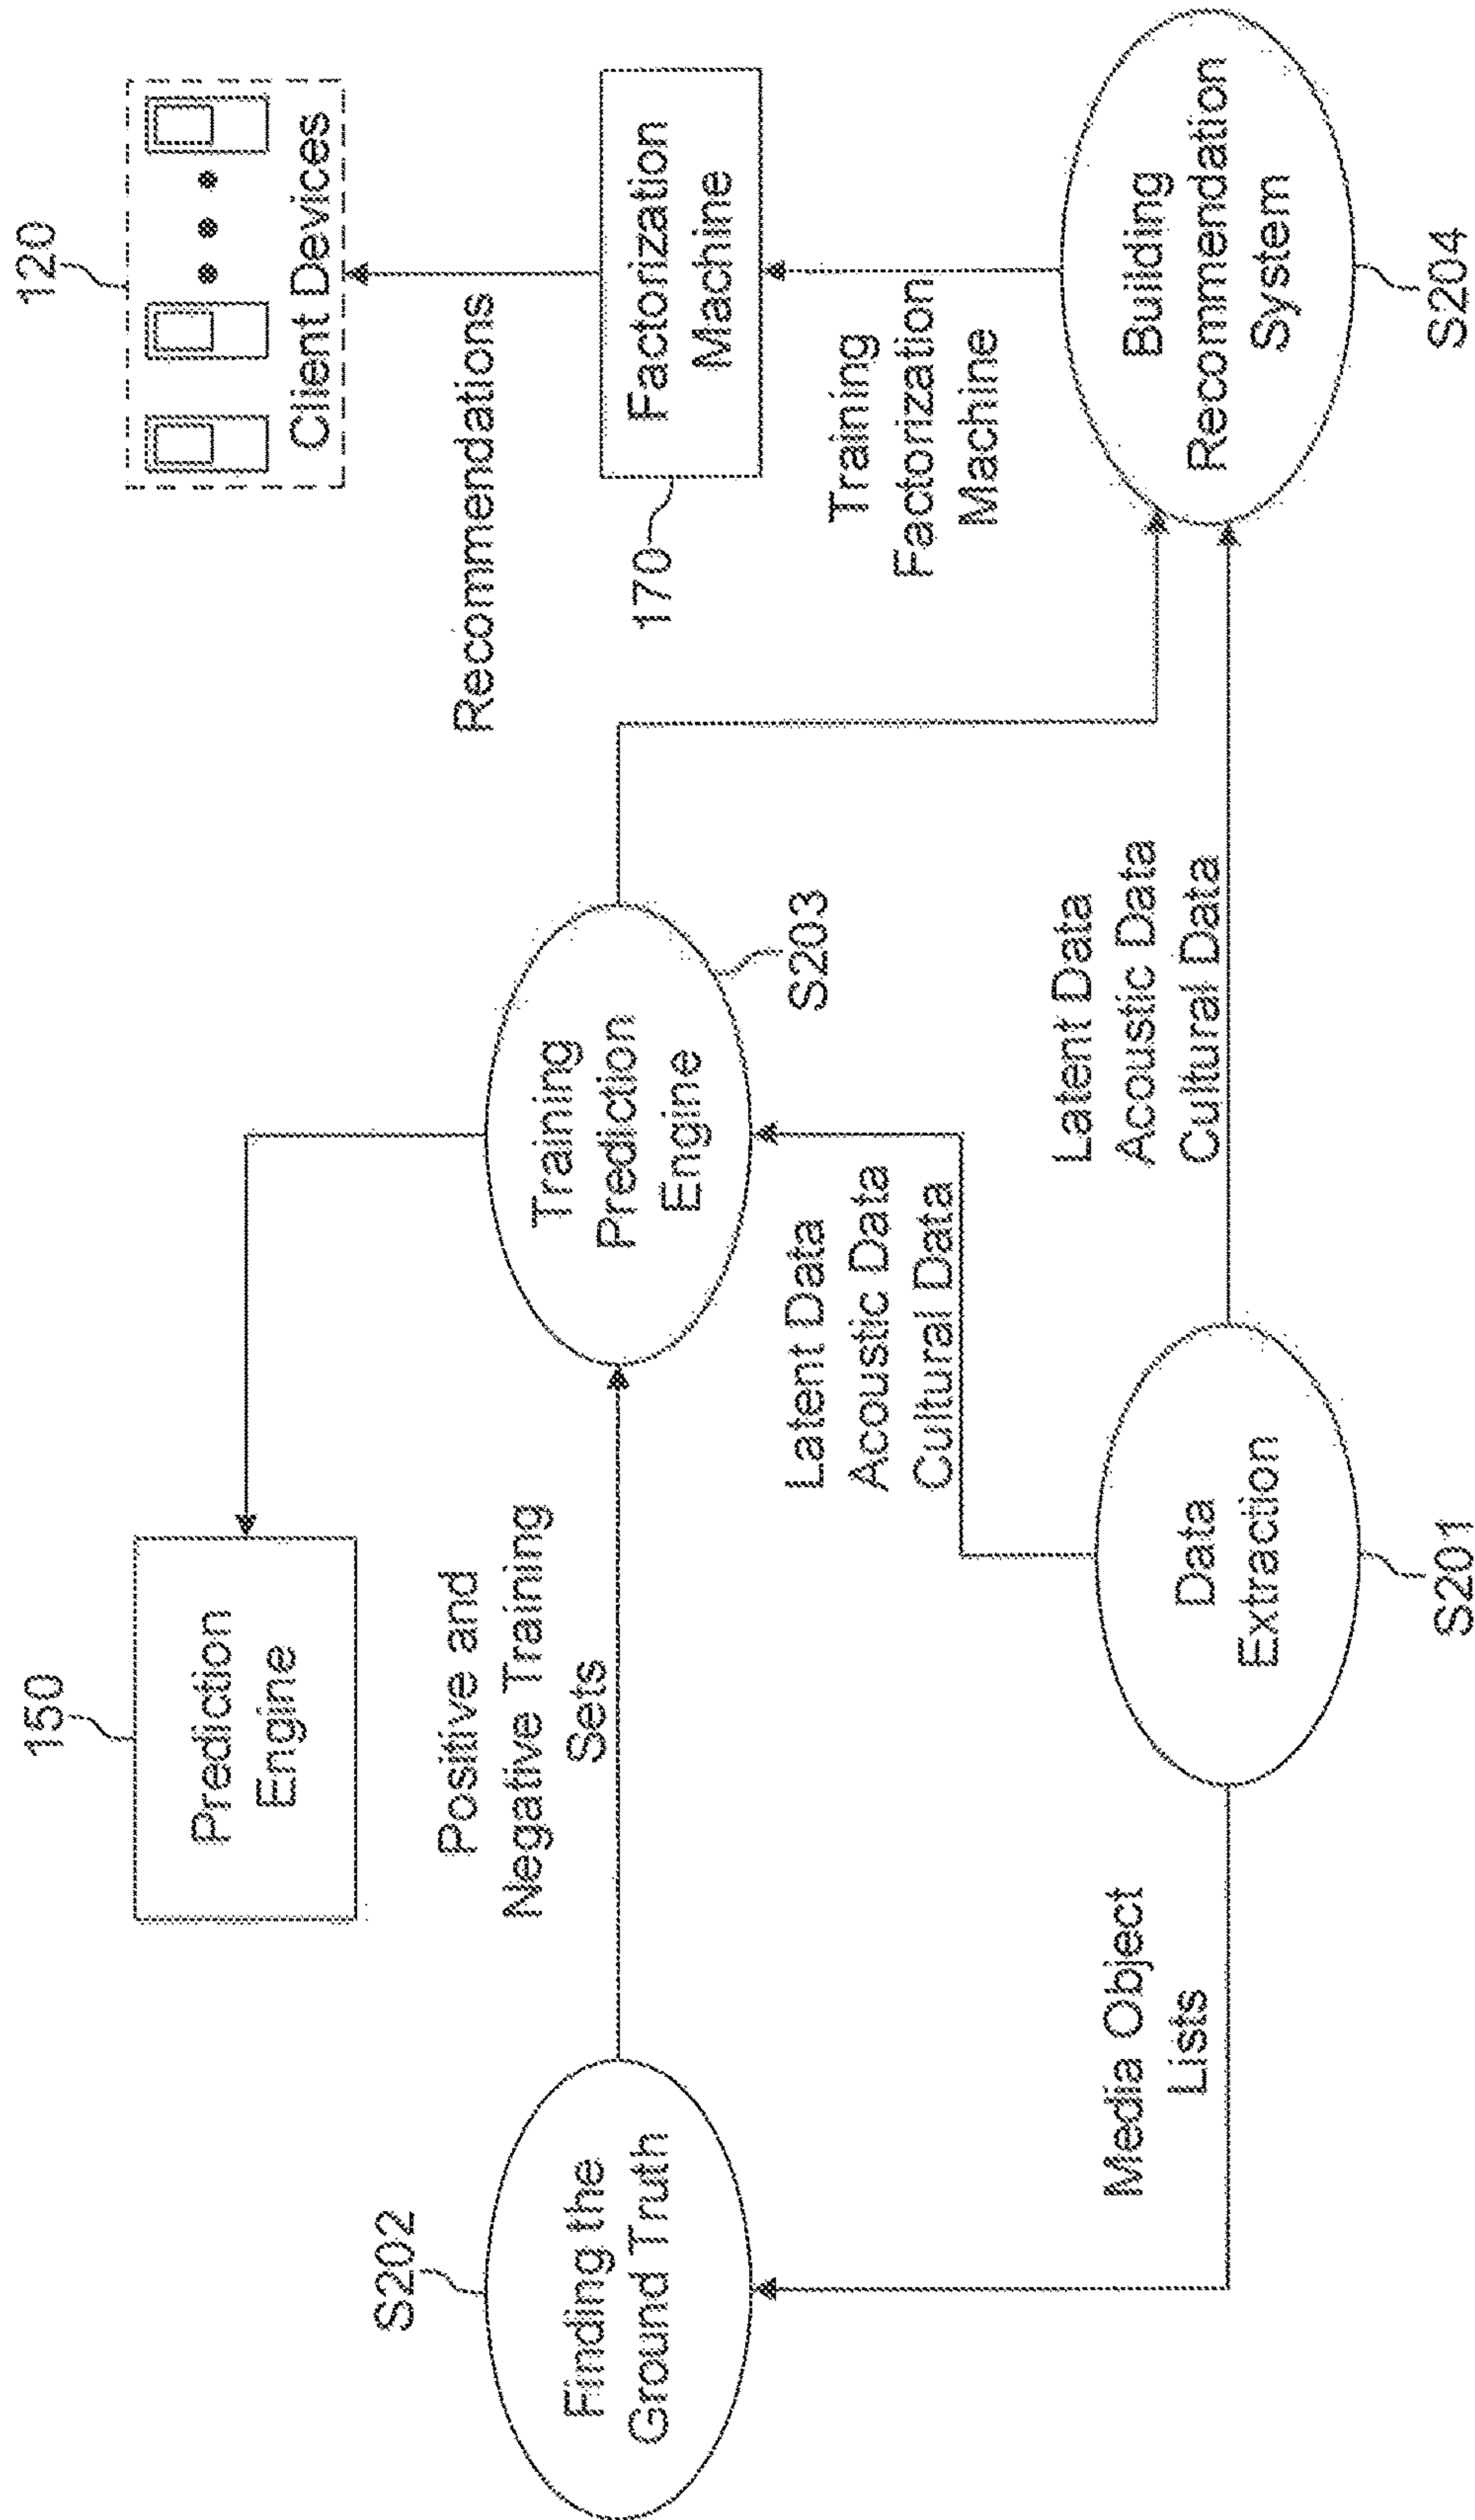 150
Prediction
Engine
120
Client Devices
Recommendations
S202
Finding the
Ground Truth
Positive and
Negative Training
Sets
Training
Prediction
Engine
S203
Factorization
Machine
170
Training
Factorization
Machine
Latent Data
Acoustic Data
Cultural Data
Media Object
Lists
Data
Extraction
S201
Latent Data
Acoustic Data
Cultural Data
Building
Recommendation
System
S204